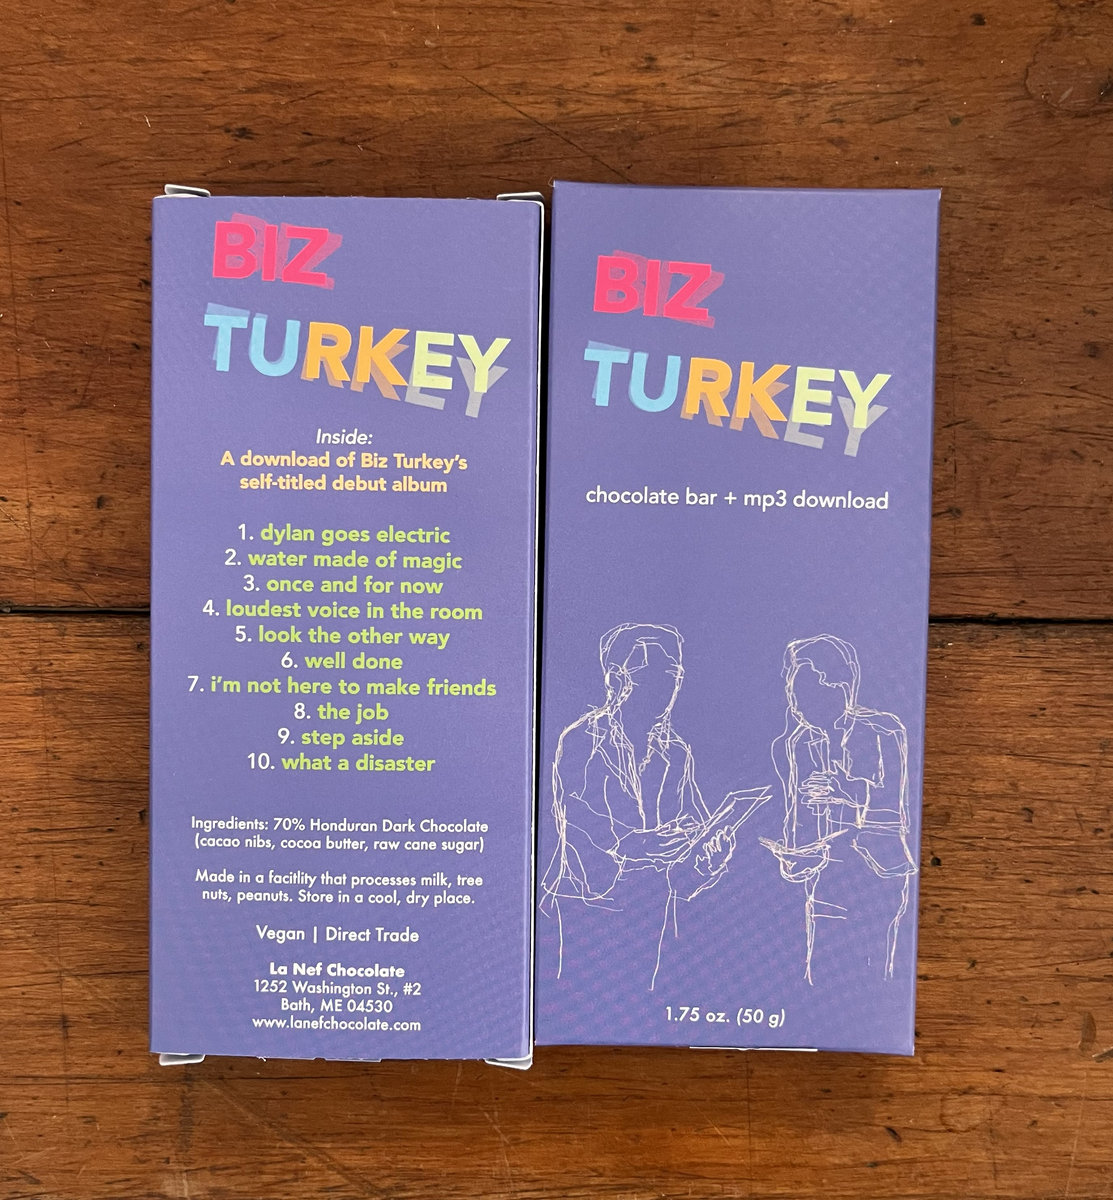 BIZ
TURKEY
Inside:
A download of Biz Turkey's
self-titled debut album
1. dylan goes electric
2. water made of magic
3. once and for now
4. loudest voice in the room
5. look the other way
6. well done
7. i'm not here to make friends
8. the job
9. step aside
10. what a disaster
Ingredients: 70% Honduran Dark Chocolate
(cacao nibs, cocoa butter, raw cane sugar)
Made in a facitlity that processes milk, tree
nuts, peanuts. Store in a cool, dry place.
Vegan | Direct Trade
La Nef Chocolate
1252 Washington St., #2
Bath, ME 04530
www.lanefchocolate.com
BIZ
TURKEY
chocolate bar + mp3 download
1.75 oz. (50 g)